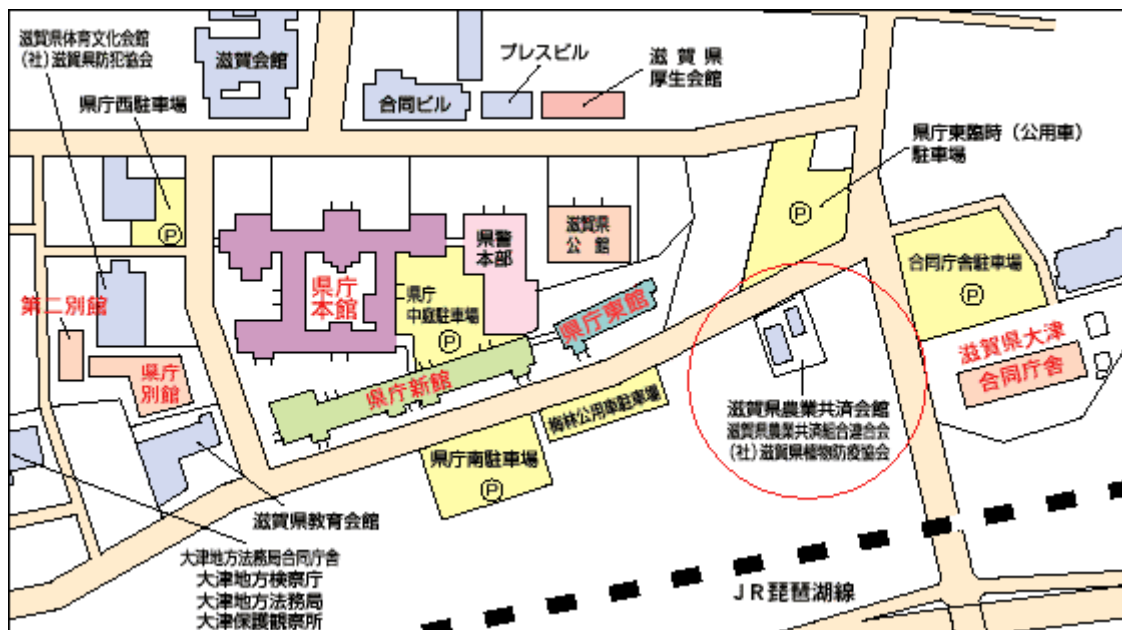 滋賀県体育文化会館
(社)滋賀県防犯協会
滋賀会館
プレスビル
滋賀県
厚生会館
合同ビル
県庁西駐車場
県庁東臨時(公用車)
駐車場
P
P
県警
本部
滋賀県
公館
合同庁舎駐車場
P
県庁
本館
県庁
中庭駐車場
P
第二別館
県庁東館
滋賀県大津
合同庁舎
県庁
別館
県庁新館
梅林公用車駐車場
滋賀県農業共済会館
滋賀県農業共済組合連合会
(社)滋賀県植物防疫協会
県庁南駐車場
P
滋賀県教育会館
大津地方法務局合同庁舎
大津地方検察庁
大津地方法務局
大津保護観察所
JR琵琶湖線